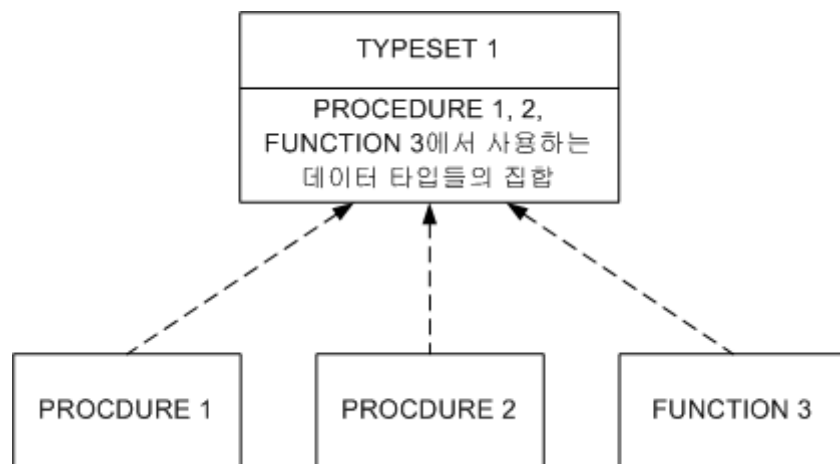 TYPESET 1
PROCEDURE 1, 2,
FUNCTION 3에서 사용하는
데이터 타입들의 집합
PROCDURE 1
PROCDURE 2
FUNCTION 3